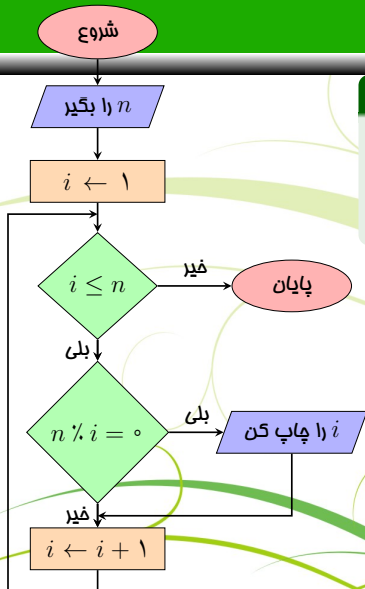 شروع
n را بگیر
i ← ۱
i ≤ n
خیر
پایان
بلی
n٪ i = ۰
بلی
i را چاپ کن
خیر
i ← i + ۱